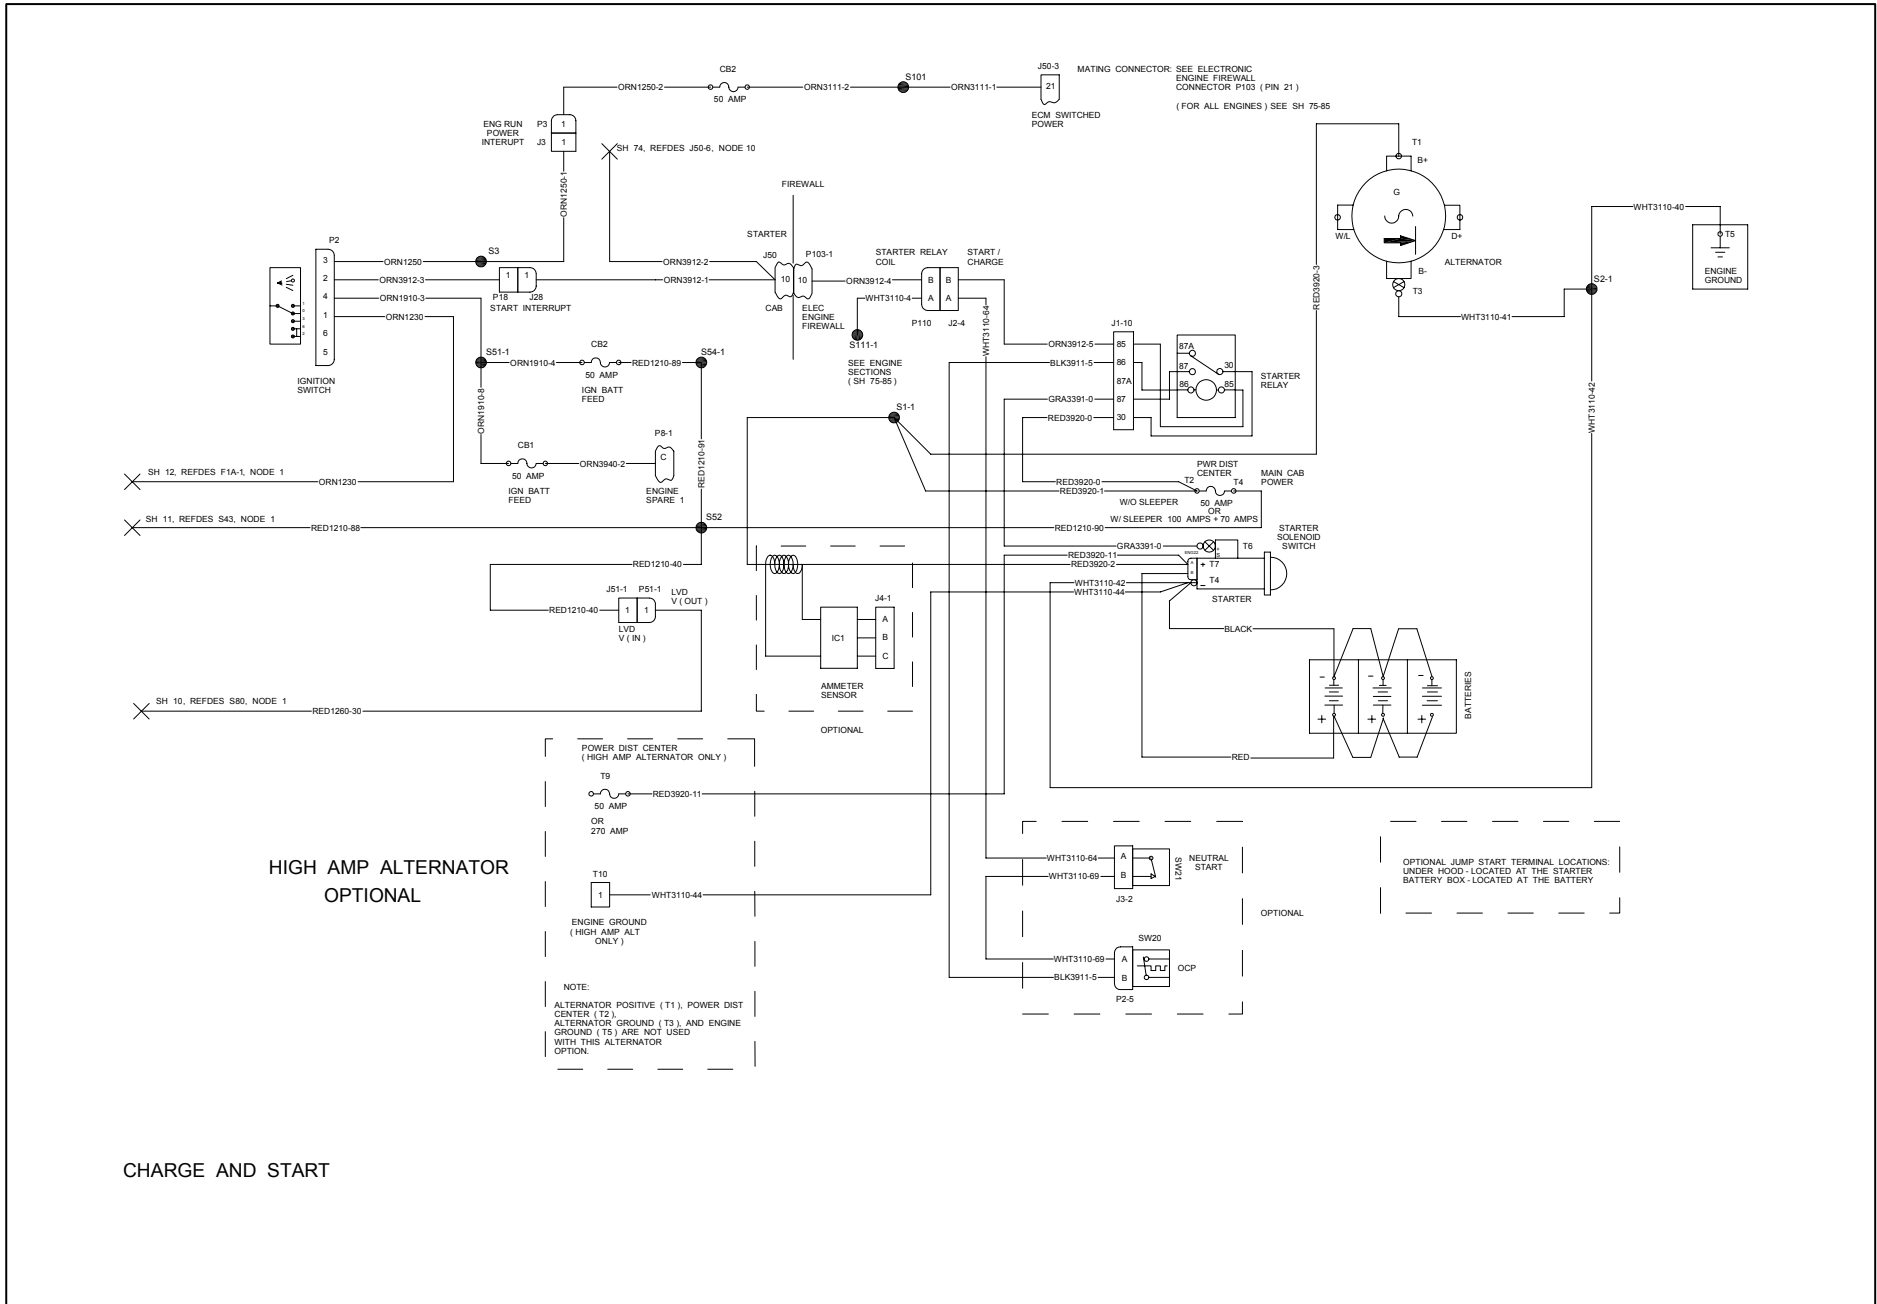 CB2
50 AMP
ORN1250-2
ORN3111-2
S101
ORN3111-1
J50-3
21
ECM SWITCHED
POWER
MATING CONNECTOR: SEE ELECTRONIC
ENGINE FIREWALL
CONNECTOR P103 ( PIN 21 )
( FOR ALL ENGINES ) SEE SH 75-85
ENG RUN
POWER
INTERUPT
P3
1
J3
1
ORN1250-1
SH 74, REFDES J50-6, NODE 10
FIREWALL
STARTER
J50
P103-1
10
10
CAB
ELEC
ENGINE
FIREWALL
P2
3
2
4
1
6
5
IGNITION
SWITCH
ORN1250
S3
ORN3912-3
1
1
P18
J28
START INTERRUPT
ORN1910-3
ORN1230
ORN3912-2
ORN3912-1
ORN3912-4
WHT3110-4
S111-1
SEE ENGINE
SECTIONS
( SH 75-85 )
STARTER RELAY
COIL
START /
CHARGE
B
B
A
A
P110
J2-4
WHT3110-64
T1
B+
G
W/L
D+
B-
T3
ALTERNATOR
RED3920-3
WHT3110-41
S2-1
WHT3110-40
T5
ENGINE
GROUND
WHT3110-42
S51-1
ORN1910-4
CB2
50 AMP
IGN BATT
FEED
RED1210-89
S54-1
ORN1910-8
CB1
50 AMP
IGN BATT
FEED
ORN3940-2
P8-1
C
ENGINE
SPARE 1
RED1210-91
J1-10
ORN3912-5
85
BLK3911-5
86
87A
GRA3391-0
87
RED3920-0
30
87A
87
30
86
85
STARTER
RELAY
S1-1
SH 12, REFDES F1A-1, NODE 1
ORN1230
SH 11, REFDES S43, NODE 1
RED1210-88
S52
RED3920-0
RED3920-1
T2
PWR DIST
CENTER
T4
MAIN CAB
POWER
W/O SLEEPER
50 AMP
OR
W/ SLEEPER 100 AMPS + 70 AMPS
RED1210-90
STARTER
SOLENOID
SWITCH
GRA3391-0
T6
S
RED3920-11
RED3920-2
A
B
+
T7
T4
–
WHT3110-42
WHT3110-44
STARTER
BLACK
RED
BATTERIES
– – –
+ + +
RED1210-40
RED1210-40
J51-1
P51-1
1
1
LVD
V ( OUT )
LVD
V ( IN )
SH 10, REFDES S80, NODE 1
RED1260-30
IC1
J4-1
A
B
C
AMMETER
SENSOR
OPTIONAL
POWER DIST CENTER
( HIGH AMP ALTERNATOR ONLY )
T9
50 AMP
OR
270 AMP
RED3920-11
T10
1
WHT3110-44
ENGINE GROUND
( HIGH AMP ALT
ONLY )
NOTE:
ALTERNATOR POSITIVE ( T1 ), POWER DIST
CENTER ( T2 ),
ALTERNATOR GROUND ( T3 ), AND ENGINE
GROUND ( T5 ) ARE NOT USED
WITH THIS ALTERNATOR
OPTION.
HIGH AMP ALTERNATOR
OPTIONAL
WHT3110-64
A
WHT3110-69
B
SW21
NEUTRAL
START
J3-2
SW20
WHT3110-69
A
BLK3911-5
B
OCP
P2-5
OPTIONAL
OPTIONAL JUMP START TERMINAL LOCATIONS:
UNDER HOOD - LOCATED AT THE STARTER
BATTERY BOX - LOCATED AT THE BATTERY
CHARGE AND START